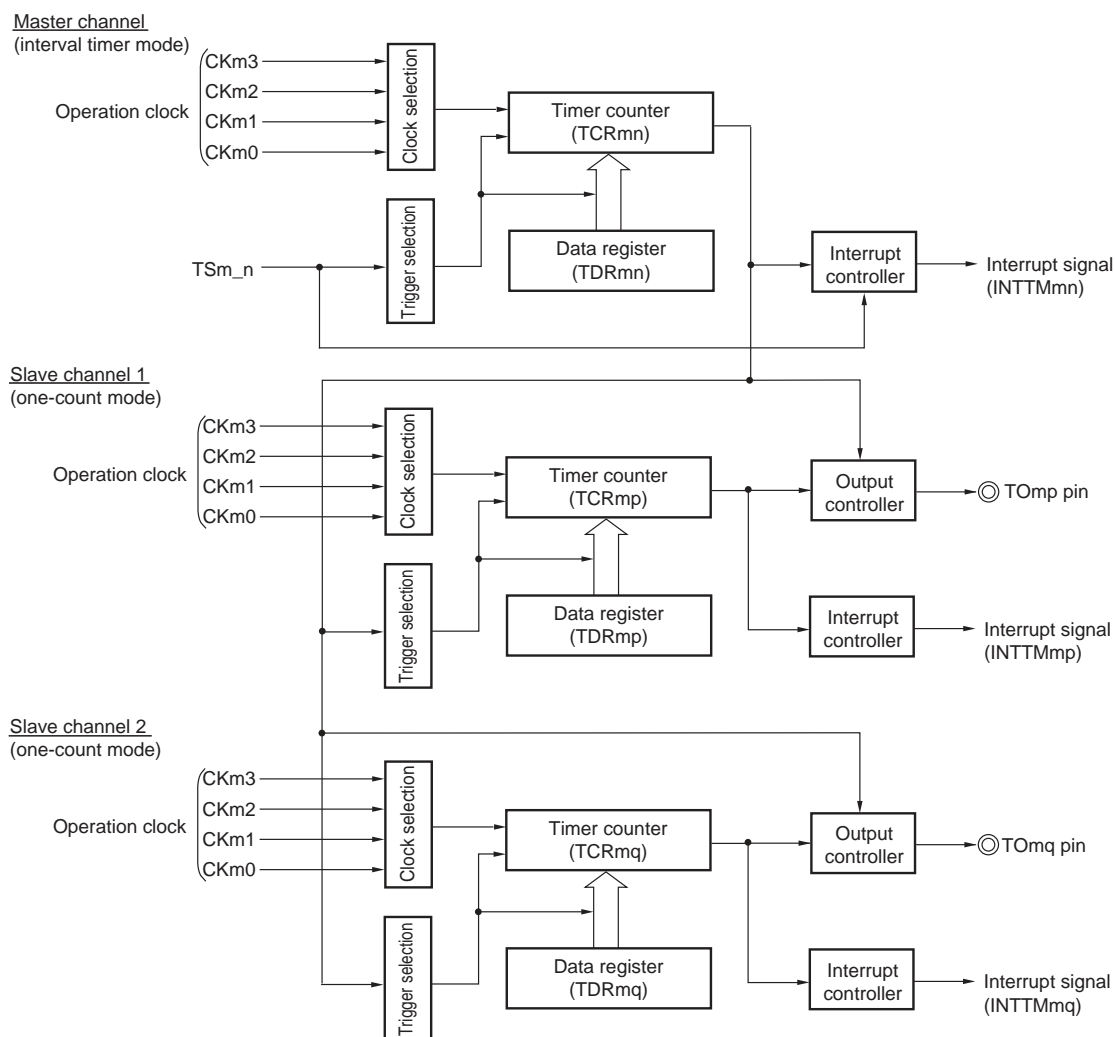 Master channel
(interval timer mode)
CKm3
CKm2
Operation clock
CKm1
CKm0
Clock selection
Timer counter
(TCRmn)
TSm_n
Trigger selection
Data register
(TDRmn)
Interrupt
controller
Interrupt signal
(INTTMmn)
Slave channel 1
(one-count mode)
CKm3
CKm2
Operation clock
CKm1
CKm0
Clock selection
Timer counter
(TCRmp)
Output
controller
TOmp pin
Trigger selection
Data register
(TDRmp)
Interrupt
controller
Interrupt signal
(INTTMmp)
Slave channel 2
(one-count mode)
CKm3
CKm2
Operation clock
CKm1
CKm0
Clock selection
Timer counter
(TCRmq)
Output
controller
TOmq pin
Trigger selection
Data register
(TDRmq)
Interrupt
controller
Interrupt signal
(INTTMmq)